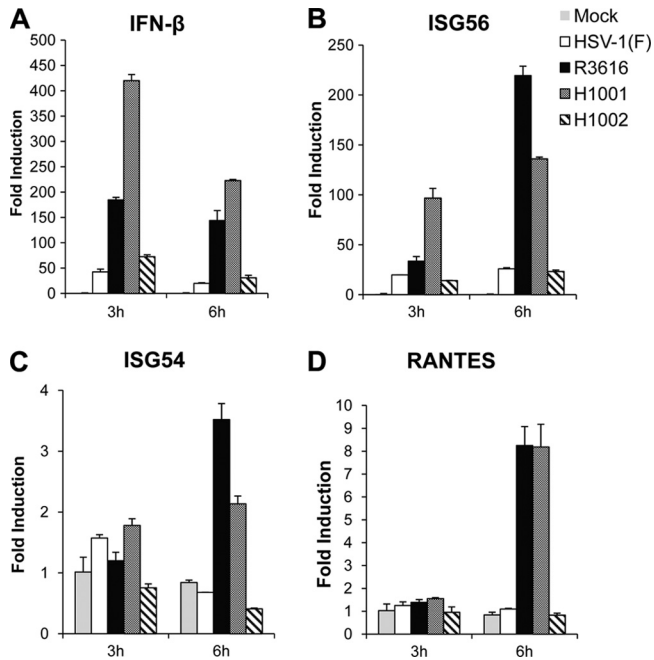 A
IFN-β
Fold Induction
500
450
400
350
300
250
200
150
100
50
0
3h
6h
B
ISG56
Fold Induction
250
200
150
100
50
0
3h
6h
Mock
HSV-1(F)
R3616
H1001
H1002
C
ISG54
Fold Induction
4
3
2
1
0
3h
6h
D
RANTES
Fold Induction
10
9
8
7
6
5
4
3
2
1
0
3h
6h